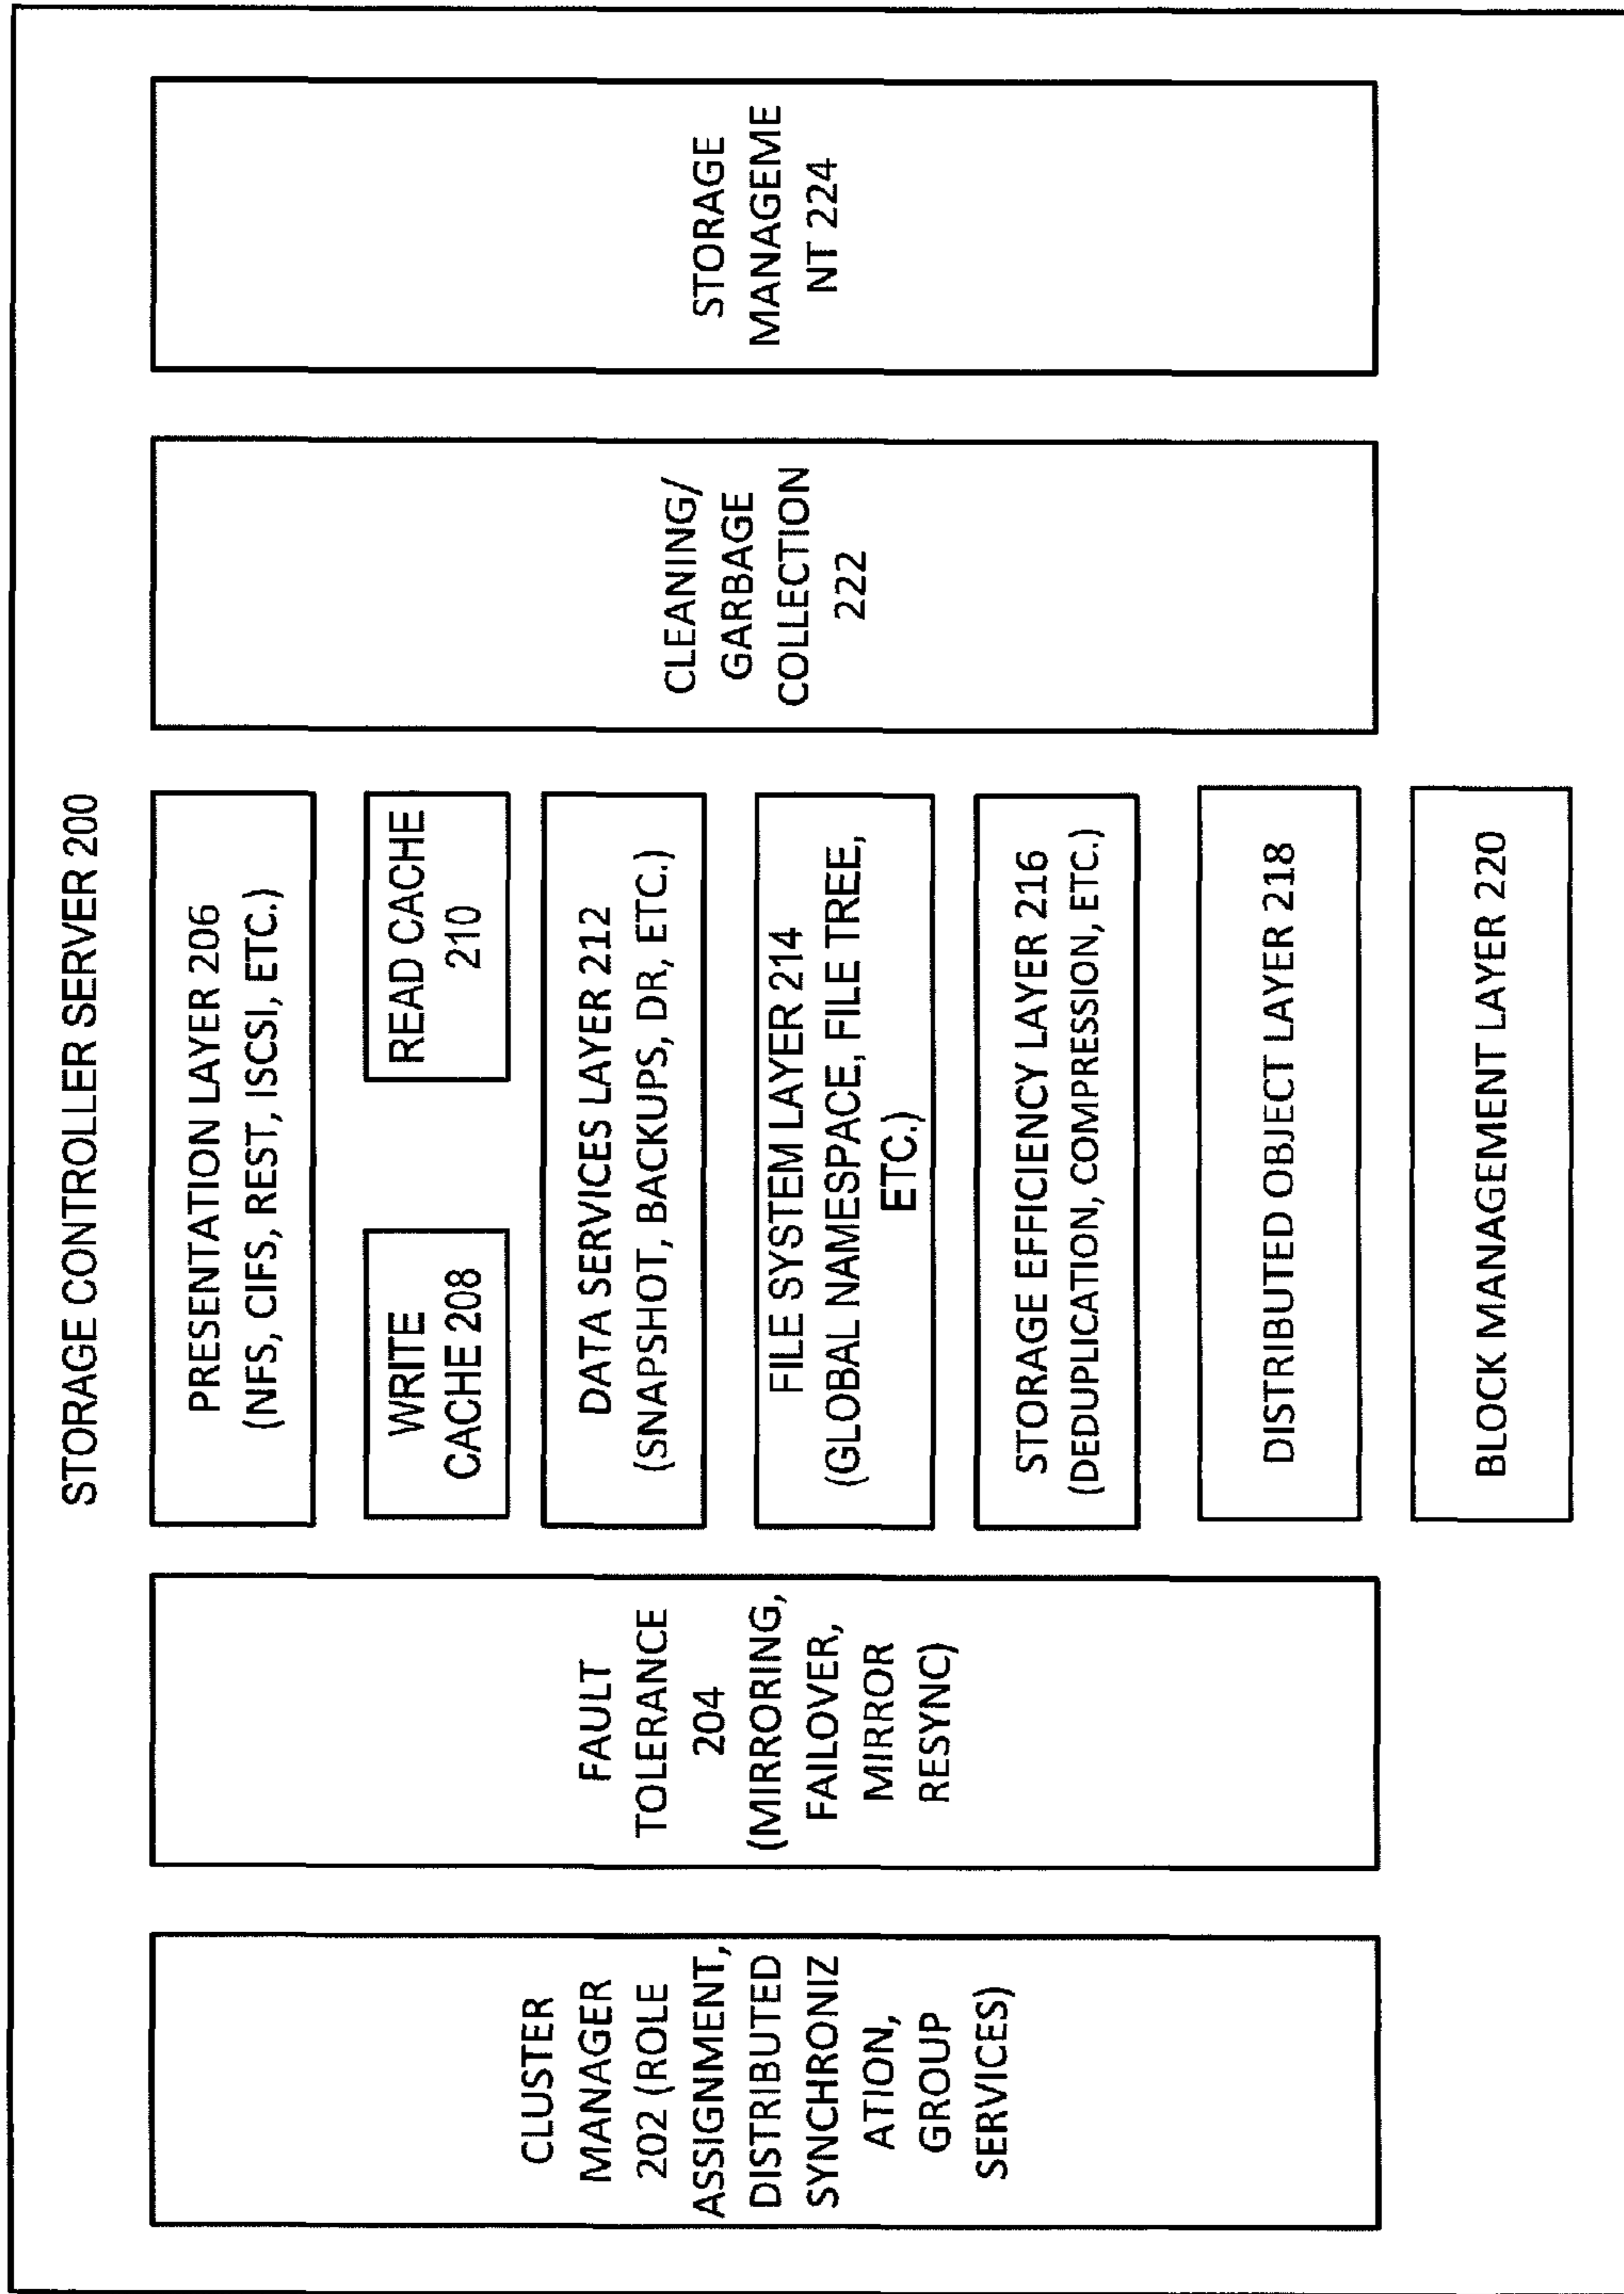 STORAGE CONTROLLER SERVER 200
CLUSTER
MANAGER
202 (ROLE
ASSIGNMENT,
DISTRIBUTED
SYNCHRONIZ
ATION,
GROUP
SERVICES)
FAULT
TOLERANCE
204
(MIRRORING,
FAILOVER,
MIRROR
RESYNC)
PRESENTATION LAYER 206
(NFS, CIFS, REST, ISCSI, ETC.)
WRITE
CACHE 208
READ CACHE
210
DATA SERVICES LAYER 212
(SNAPSHOT, BACKUPS, DR, ETC.)
FILE SYSTEM LAYER 214
(GLOBAL NAMESPACE, FILE TREE,
ETC.)
STORAGE EFFICIENCY LAYER 216
(DEDUPLICATION, COMPRESSION, ETC.)
DISTRIBUTED OBJECT LAYER 218
BLOCK MANAGEMENT LAYER 220
CLEANING/
GARBAGE
COLLECTION
222
STORAGE
MANAGEME
NT 224